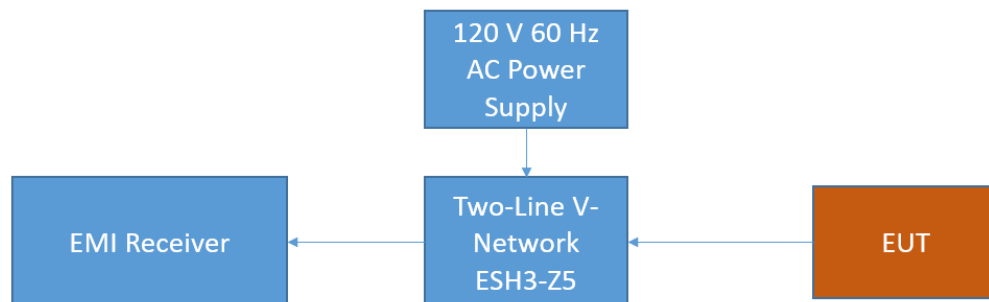 120 V 60 Hz
AC Power
Supply
EMI Receiver
Two-Line V-
Network
ESH3-Z5
EUT